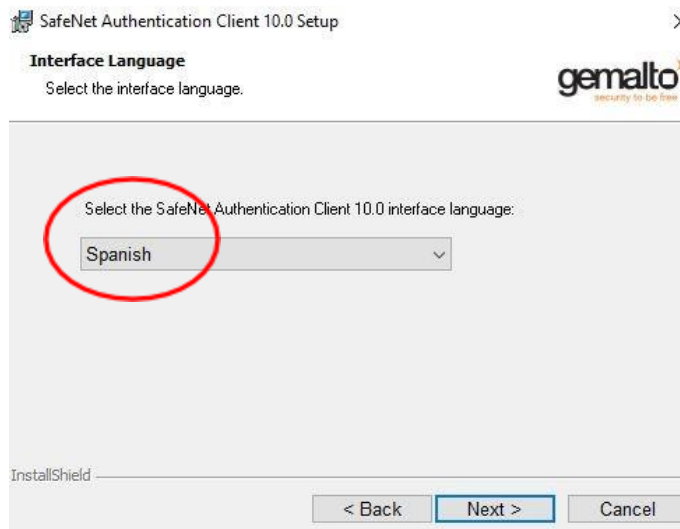 SafeNet Authentication Client 10.0 Setup
Interface Language
Select the interface language.
gemalto
security to be free
Select the SafeNet Authentication Client 10.0 interface language:
Spanish
InstallShield
< Back
Next >
Cancel